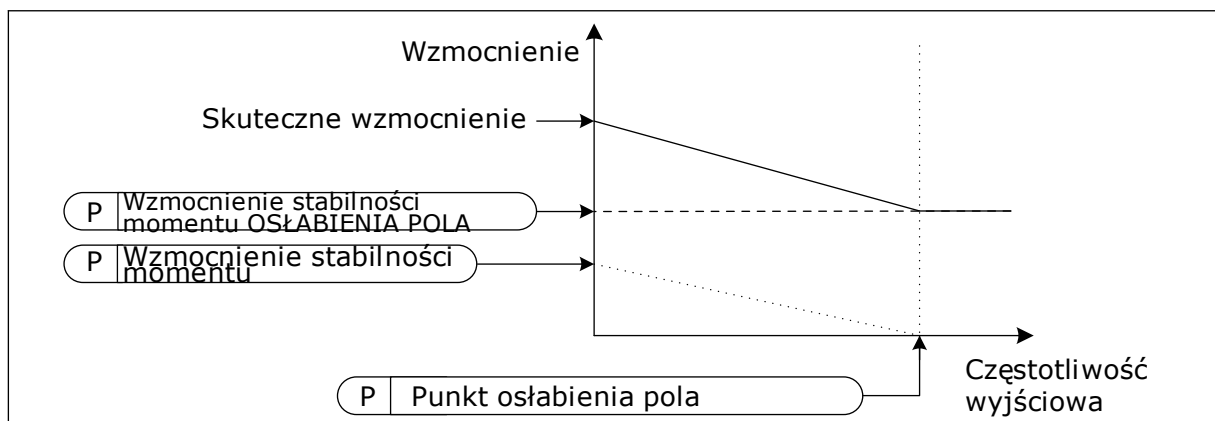 Wzmocnienie
Skuteczne wzmocnienie
P Wzmocnienie stabilności
momentu OSŁABIENIA POLA
P Wzmocnienie stabilności
momentu
P Punkt osłabienia pola
Częstotliwość
wyjściowa